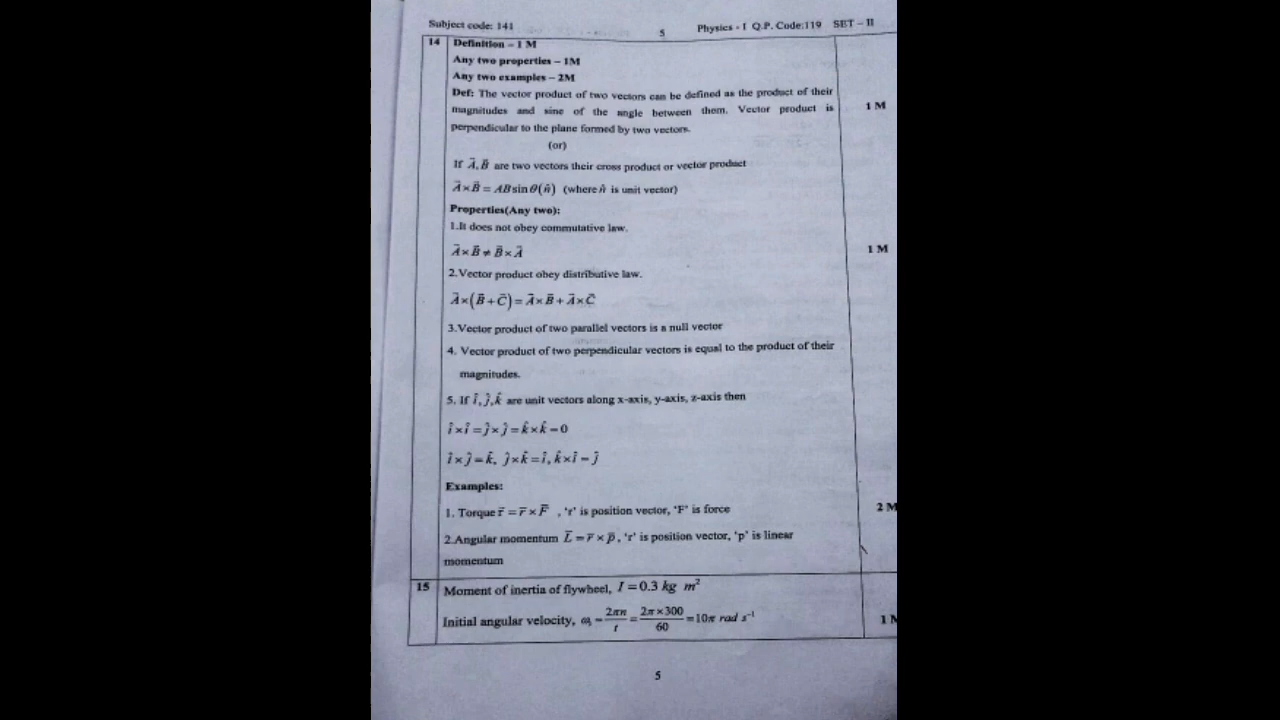 Subject code: 141 5 Physics - I Q.P. Code:119 SET – II
14 Definition – 1 M
Any two properties – 1M
Any two examples – 2M
Def: The vector product of two vectors can be defined as the product of their
magnitudes and sine of the angle between them. Vector product is 1 M
perpendicular to the plane formed by two vectors.
(or)
If A̅, B̅ are two vectors their cross product or vector product
A̅ × B̅ = AB sin θ(n̂) (where n̂ is unit vector)
Properties(Any two):
1.It does not obey commutative law.
A̅ × B̅ ≠ B̅ × A̅ 1 M
2.Vector product obey distributive law.
A̅ × (B̅ + C̅) = A̅ × B̅ + A̅ × C̅
3.Vector product of two parallel vectors is a null vector
4. Vector product of two perpendicular vectors is equal to the product of their
magnitudes.
5. If î, ĵ, k̂ are unit vectors along x-axis, y-axis, z-axis then
î × î = ĵ × ĵ = k̂ × k̂ = 0
î × ĵ = k̂, ĵ × k̂ = î, k̂ × î = ĵ
Examples:
1. Torque τ̅ = r̅ × F̅ , 'r' is position vector, 'F' is force 2 M
2.Angular momentum L̅ = r̅ × p̅ , 'r' is position vector, 'p' is linear
momentum
15 Moment of inertia of flywheel, I = 0.3 kg m²
Initial angular velocity, ω₁ = 2πn/t = 2π×300/60 = 10π rad s⁻¹ 1 M
5